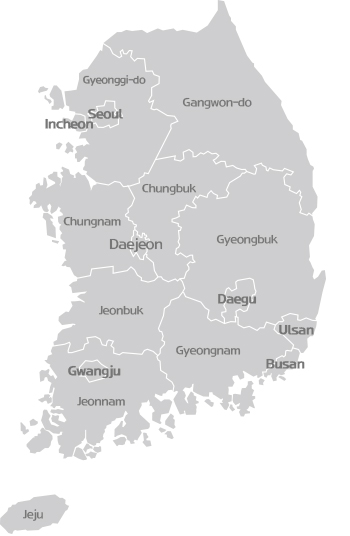 Gyeonggi-do
Gangwon-do
Seoul
Incheon
Chungbuk
Chungnam
Daejeon
Gyeongbuk
Daegu
Jeonbuk
Ulsan
Gyeongnam
Busan
Gwangju
Jeonnam
Jeju